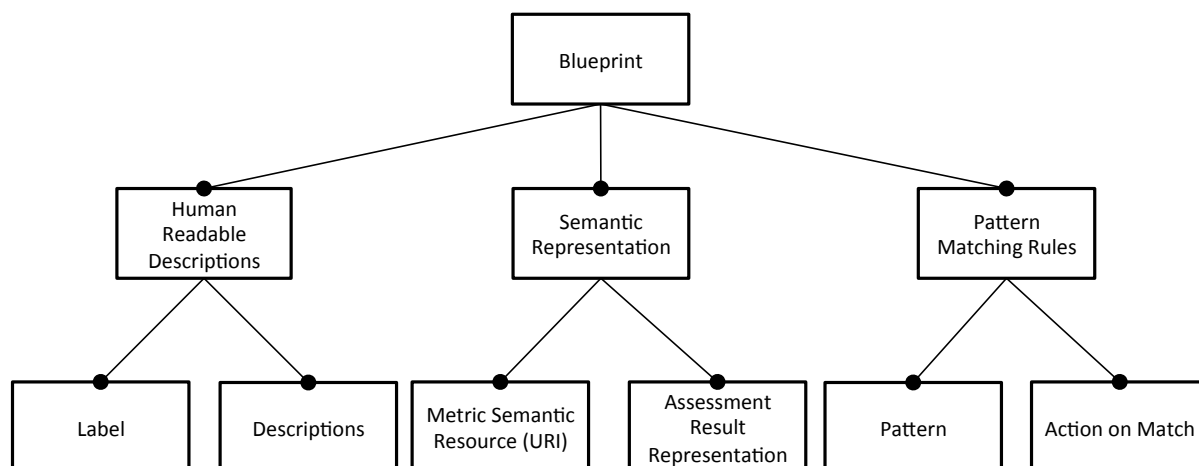 Blueprint
Human
Readable
Descriptions
Semantic
Representation
Pattern
Matching Rules
Label
Descriptions
Metric Semantic
Resource (URI)
Assessment
Result
Representation
Pattern
Action on Match